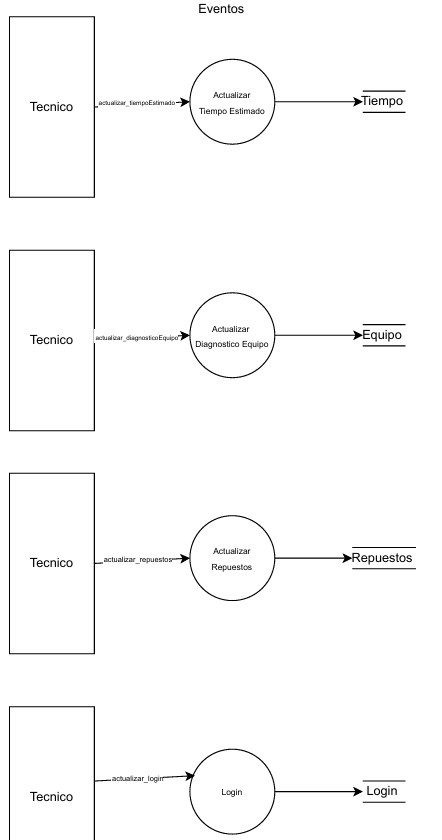 Eventos
Tecnico
actualizar_tiempoEstimado
Actualizar
Tiempo Estimado
Tiempo
Tecnico
actualizar_diagnosticoEquipo
Actualizar
Diagnostico Equipo
Equipo
Tecnico
actualizar_repuestos
Actualizar
Repuestos
Repuestos
Tecnico
actualizar_login
Login
Login